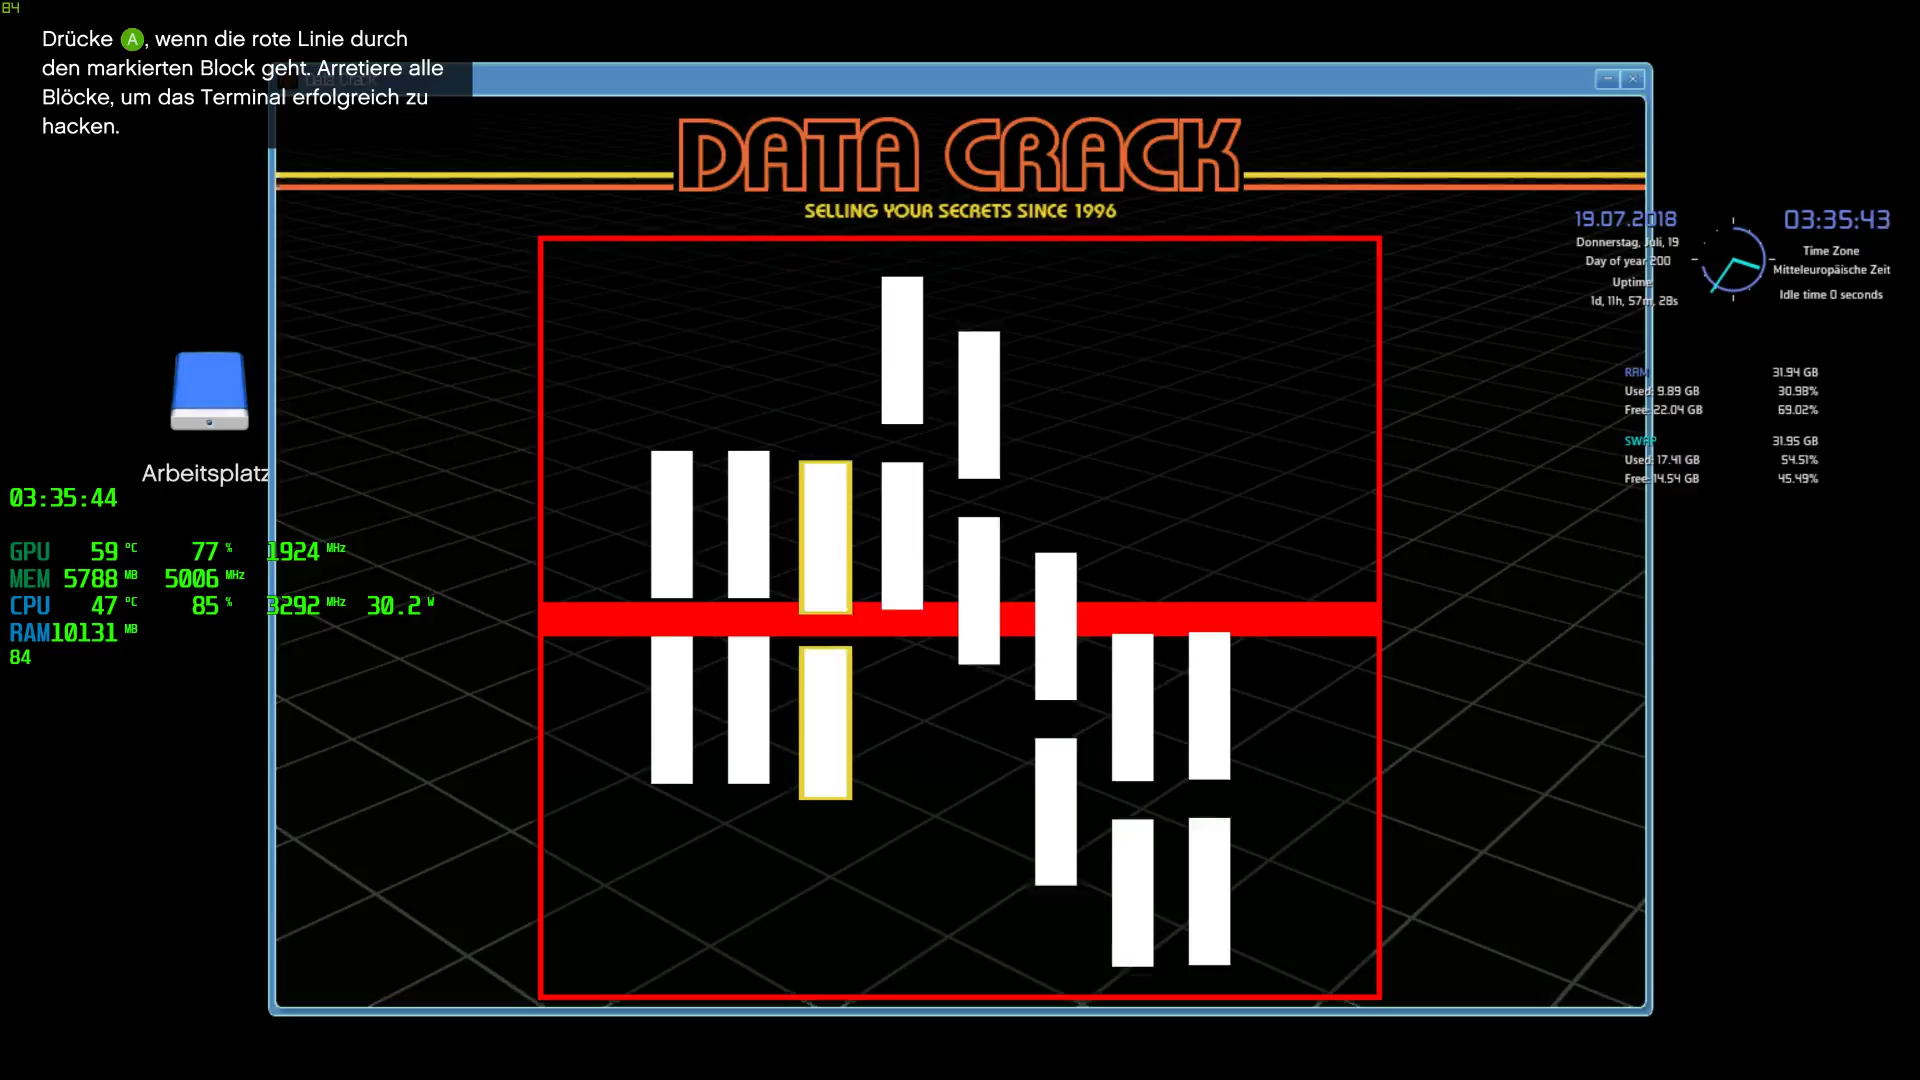 84
Drücke A, wenn die rote Linie durch
den markierten Block geht. Arretiere alle
Blöcke, um das Terminal erfolgreich zu
hacken.
DATA CRACK
SELLING YOUR SECRETS SINCE 1996
19.07.2018
Donnerstag, Juli, 19
Day of year 200
Uptime
1d, 11h, 57m, 28s
03:35:43
Time Zone
Mitteleuropäische Zeit
Idle time 0 seconds
RAM 31.94 GB
Used: 9.89 GB 30.98%
Free: 22.04 GB 69.02%
SWAP 31.95 GB
Used: 17.41 GB 54.51%
Free: 14.54 GB 45.49%
Arbeitsplatz
03:35:44
GPU 59 °C 77 % 1924 MHz
MEM 5788 MB 5006 MHz
CPU 47 °C 85 % 3292 MHz 30.2 W
RAM 10131 MB
84